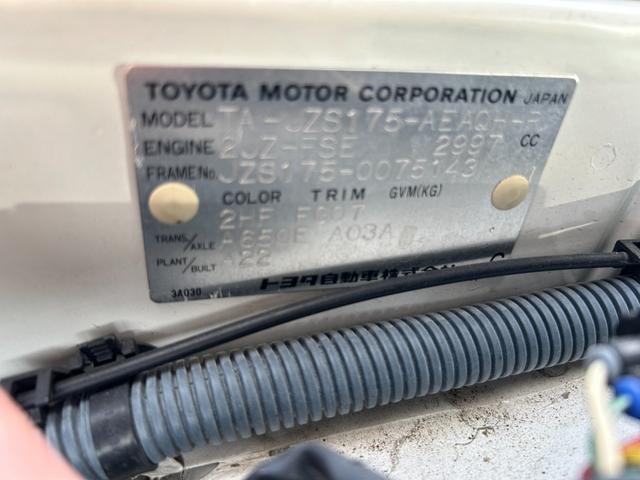 TOYOTA MOTOR CORPORATION JAPAN
MODEL TA-JZS175-AEAQH-R
ENGINE 2JZ-FSE 2997 CC
FRAME No. JZS175-0075143
COLOR TRIM GVM(KG)
FC07
TRANS/AXLE A650E A03A
PLANT/BUILT A22
3A030 トヨタ自動車株式会社